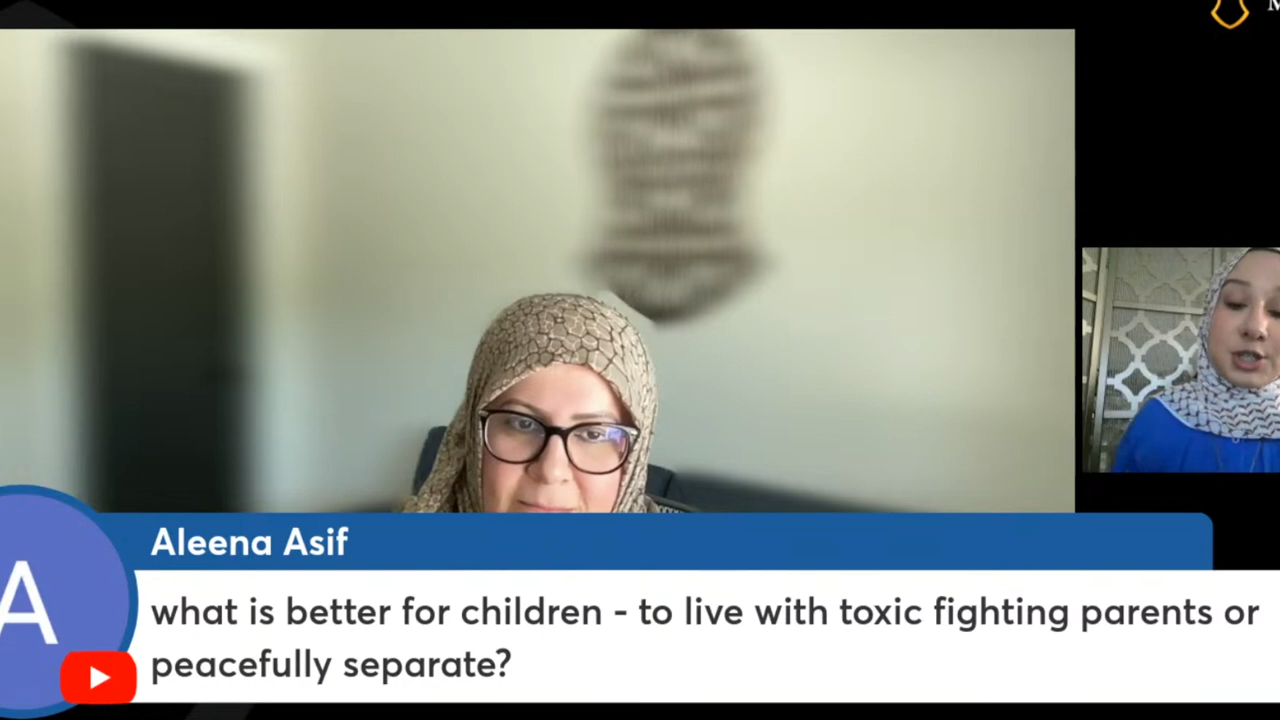 M
Aleena Asif
A
what is better for children - to live with toxic fighting parents or
peacefully separate?